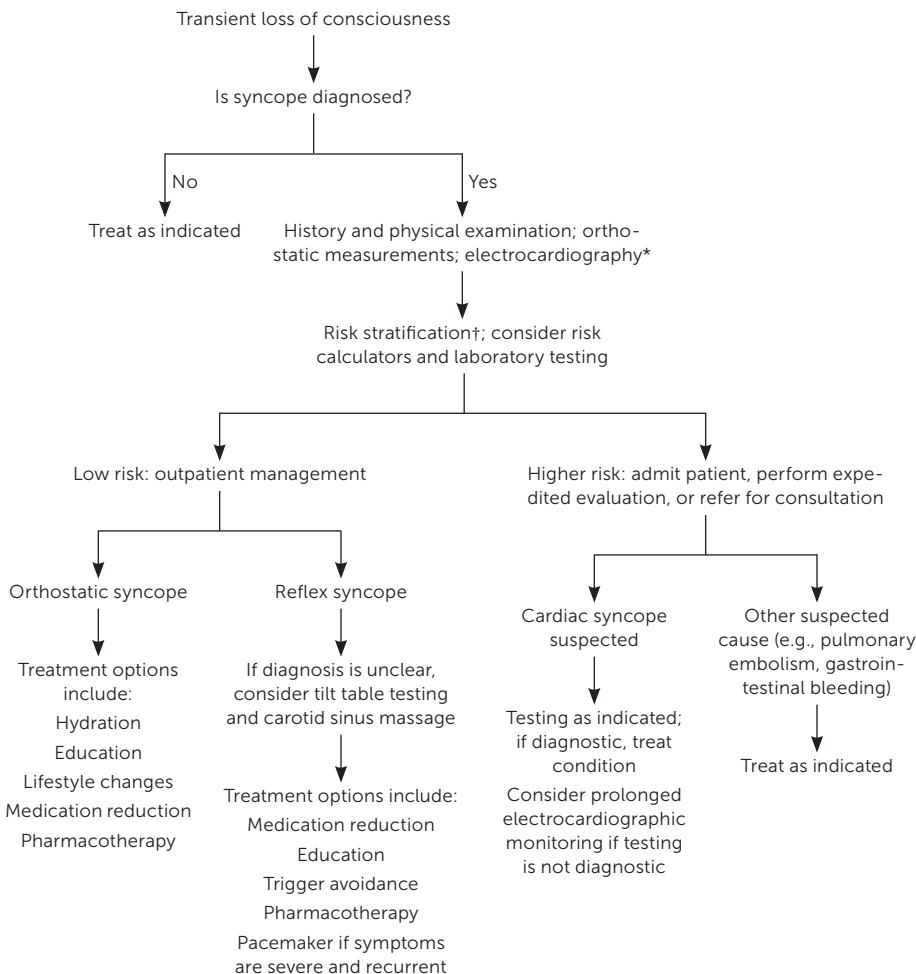 Transient loss of consciousness
Is syncope diagnosed?
No
Yes
Treat as indicated
History and physical examination; ortho-
static measurements; electrocardiography*
Risk stratification†; consider risk
calculators and laboratory testing
Low risk: outpatient management
Higher risk: admit patient, perform expe-
dited evaluation, or refer for consultation
Orthostatic syncope
Treatment options
include:
Hydration
Education
Lifestyle changes
Medication reduction
Pharmacotherapy
Reflex syncope
If diagnosis is unclear,
consider tilt table testing
and carotid sinus massage
Treatment options include:
Medication reduction
Education
Trigger avoidance
Pharmacotherapy
Pacemaker if symptoms
are severe and recurrent
Cardiac syncope
suspected
Testing as indicated;
if diagnostic, treat
condition
Consider prolonged
electrocardiographic
monitoring if testing
is not diagnostic
Other suspected
cause (e.g., pulmonary
embolism, gastroin-
testinal bleeding)
Treat as indicated